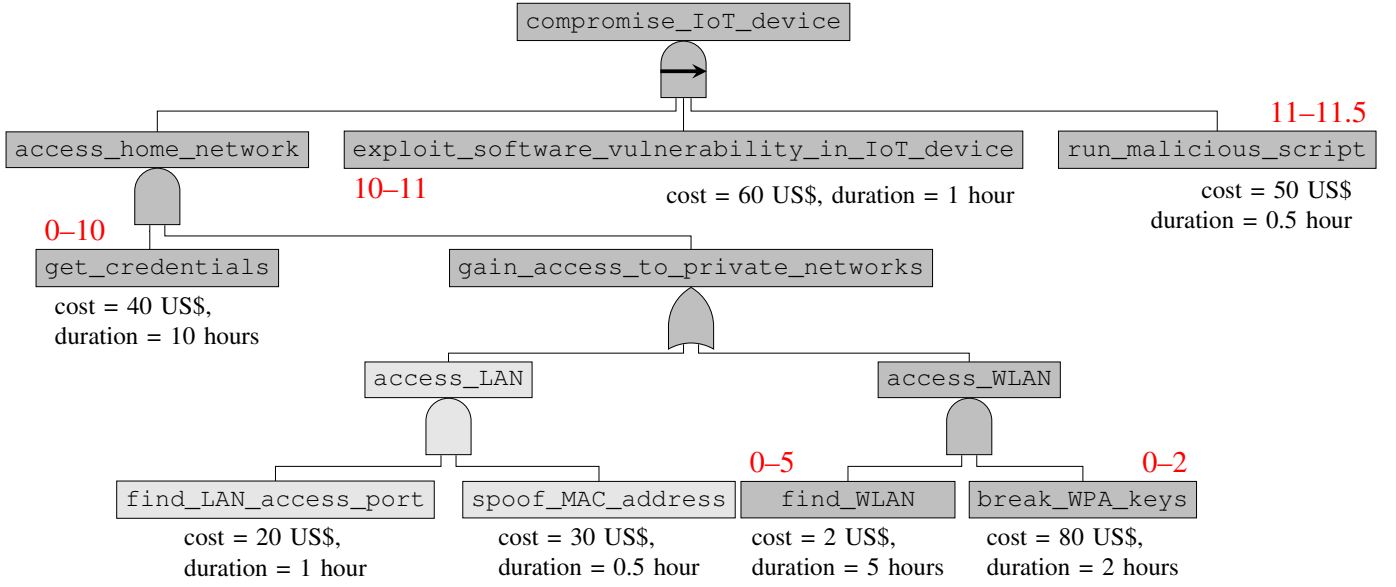 compromise_IoT_device
11–11.5
access_home_network
exploit_software_vulnerability_in_IoT_device
run_malicious_script
10–11
cost = 60 US$, duration = 1 hour
cost = 50 US$
duration = 0.5 hour
0–10
get_credentials
gain_access_to_private_networks
cost = 40 US$,
duration = 10 hours
access_LAN
access_WLAN
0–5
0–2
find_LAN_access_port
spoof_MAC_address
find_WLAN
break_WPA_keys
cost = 20 US$,
duration = 1 hour
cost = 30 US$,
duration = 0.5 hour
cost = 2 US$,
duration = 5 hours
cost = 80 US$,
duration = 2 hours